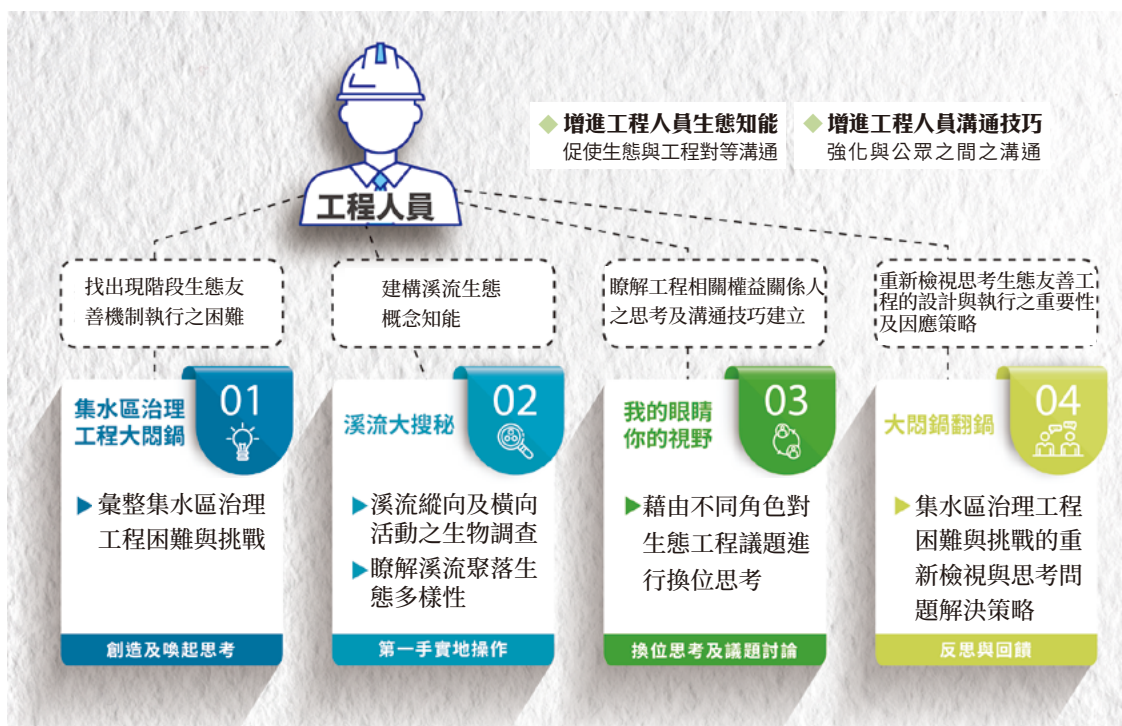 ◆ 增進工程人員生態知能
促使生態與工程對等溝通
◆ 增進工程人員溝通技巧
強化與公眾之間之溝通
工程人員
找出現階段生態友
善機制執行之困難
建構溪流生態
概念知能
瞭解工程相關權益關係人
之思考及溝通技巧建立
重新檢視思考生態友善工
程的設計與執行之重要性
及因應策略
集水區治理
工程大悶鍋
01
▶彙整集水區治理
工程困難與挑戰
創造及喚起思考
溪流大搜秘
02
▶溪流縱向及橫向
活動之生物調查
▶瞭解溪流聚落生
態多樣性
第一手實地操作
我的眼睛
你的視野
03
▶藉由不同角色對
生態工程議題進
行換位思考
換位思考及議題討論
大悶鍋翻鍋
04
▶集水區治理工程
困難與挑戰的重
新檢視與思考問
題解決策略
反思與回饋